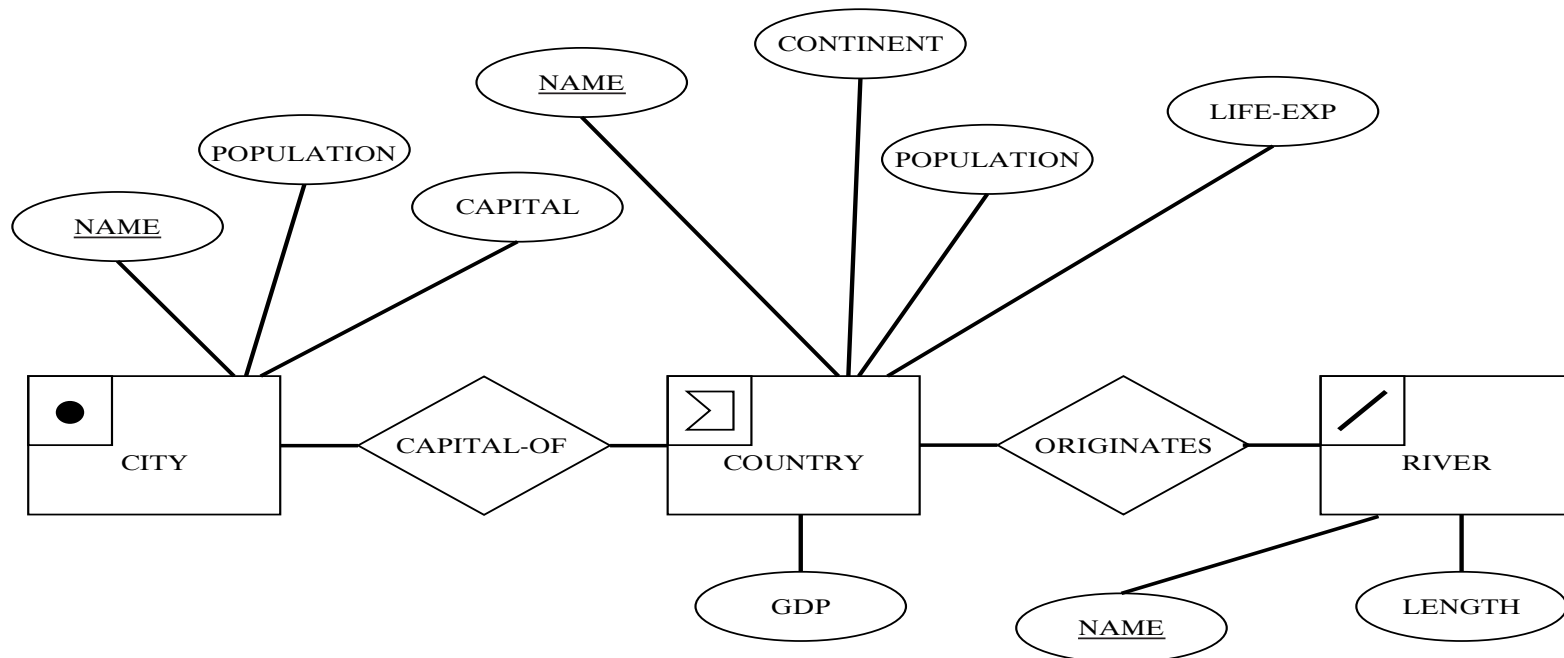 CONTINENT
NAME
LIFE-EXP
POPULATION
POPULATION
CAPITAL
NAME
CITY
CAPITAL-OF
COUNTRY
ORIGINATES
RIVER
GDP
NAME
LENGTH